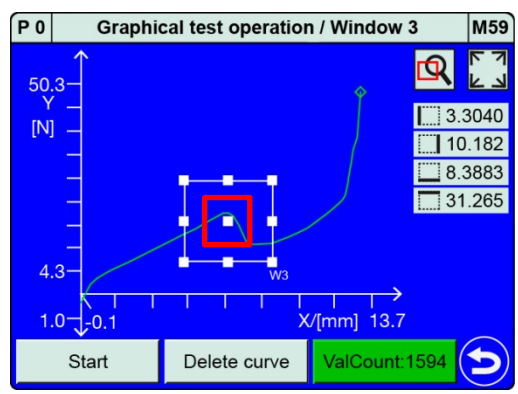 P 0 Graphical test operation / Window 3 M59
50.3
Y
[N]
3.3040
10.182
8.3883
31.265
4.3
W3
1.0 -0.1 X/[mm] 13.7
Start Delete curve ValCount:1594